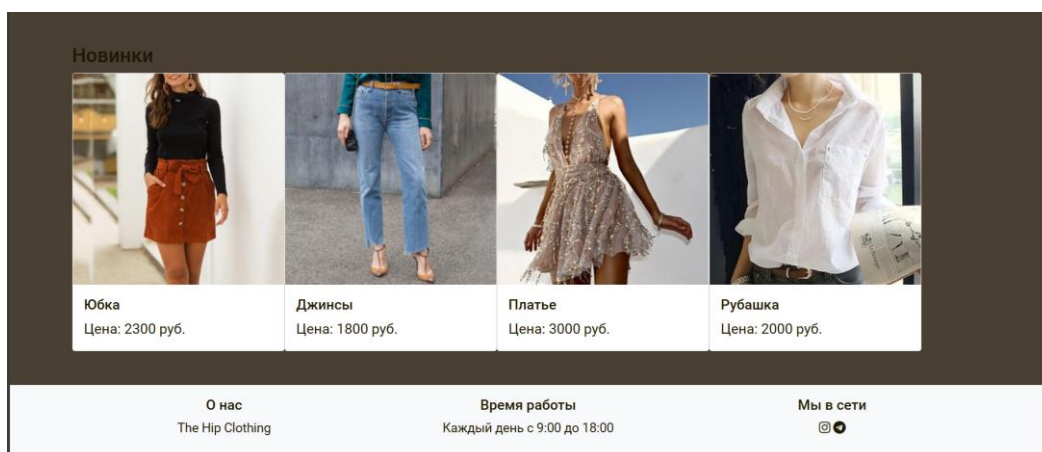 Новинки
Юбка
Цена: 2300 руб.
Джинсы
Цена: 1800 руб.
Платье
Цена: 3000 руб.
Рубашка
Цена: 2000 руб.
О нас
The Hip Clothing
Время работы
Каждый день с 9:00 до 18:00
Мы в сети